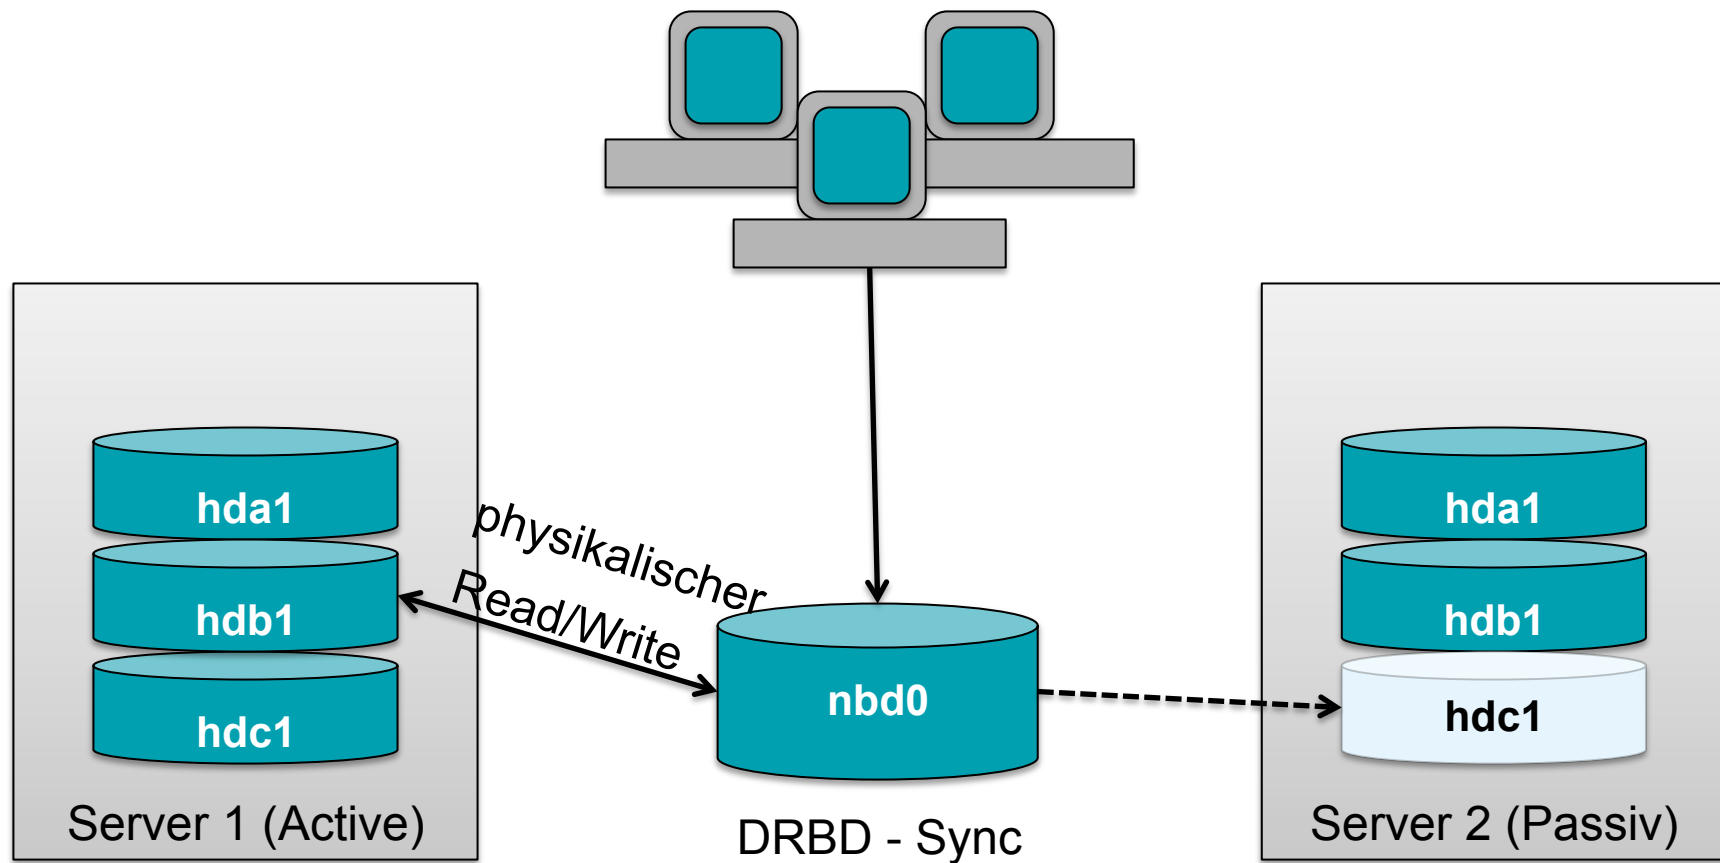 hda1
hdb1
hdc1
Server 1 (Active)
physikalischer
Read/Write
nbd0
DRBD - Sync
hda1
hdb1
hdc1
Server 2 (Passiv)